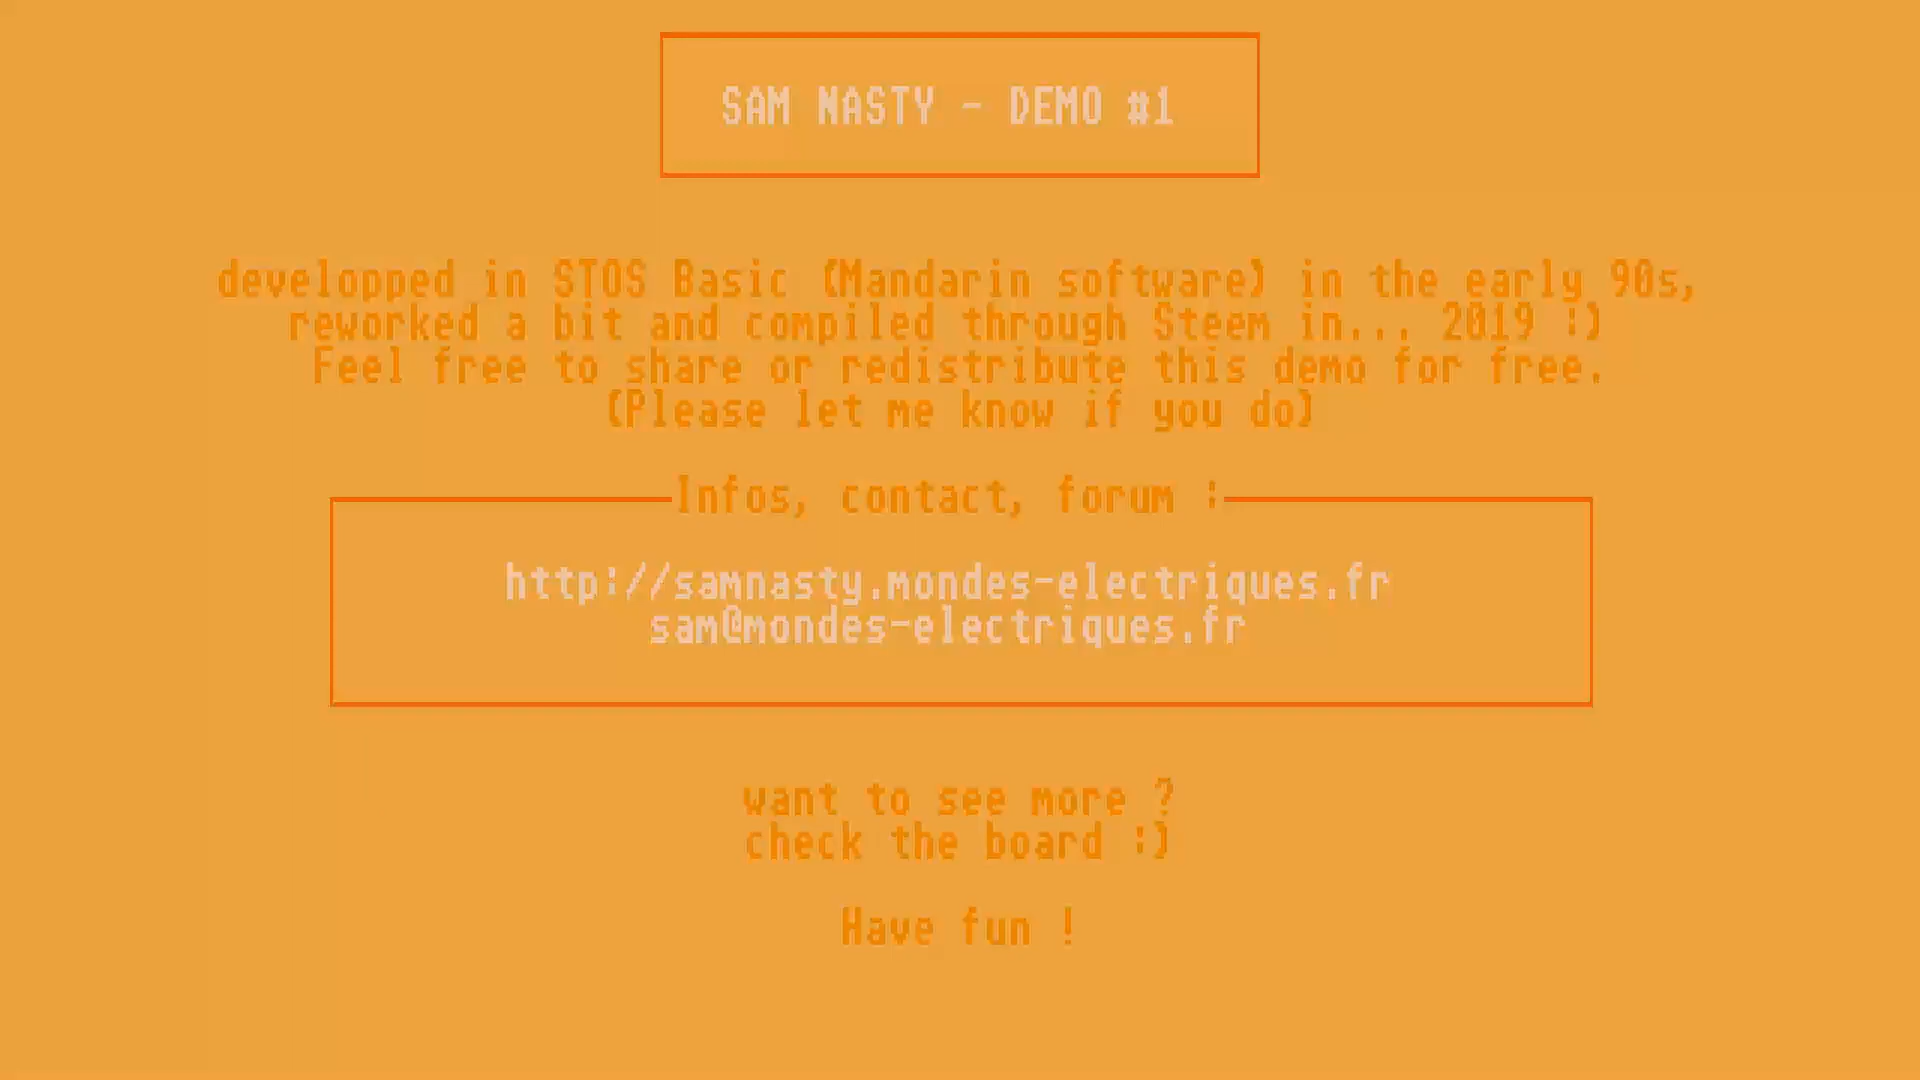 SAM NASTY - DEMO #1
developped in STOS Basic (Mandarin software) in the early 90s,
reworked a bit and compiled through Steem in... 2019 :)
Feel free to share or redistribute this demo for free.
(Please let me know if you do)
Infos, contact, forum :
http://samnasty.mondes-electriques.fr
sam@mondes-electriques.fr
want to see more ?
check the board :)
Have fun !